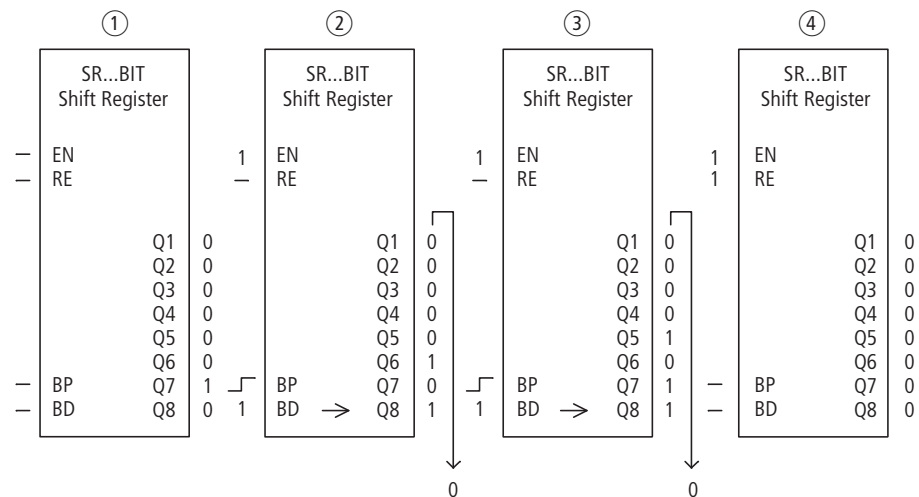 ① ② ③ ④
SR...BIT SR...BIT SR...BIT SR...BIT
Shift Register Shift Register Shift Register Shift Register
– EN 1 EN 1 EN 1 EN
– RE – RE – RE 1 RE
Q1 0 Q1 0 Q1 0 Q1 0
Q2 0 Q2 0 Q2 0 Q2 0
Q3 0 Q3 0 Q3 0 Q3 0
Q4 0 Q4 0 Q4 0 Q4 0
Q5 0 Q5 0 Q5 1 Q5 0
Q6 0 Q6 1 Q6 0 Q6 0
– BP Q7 1 BP Q7 0 BP Q7 1 – BP Q7 0
– BD Q8 0 1 BD → Q8 1 1 BD → Q8 1 – BD Q8 0
0 0